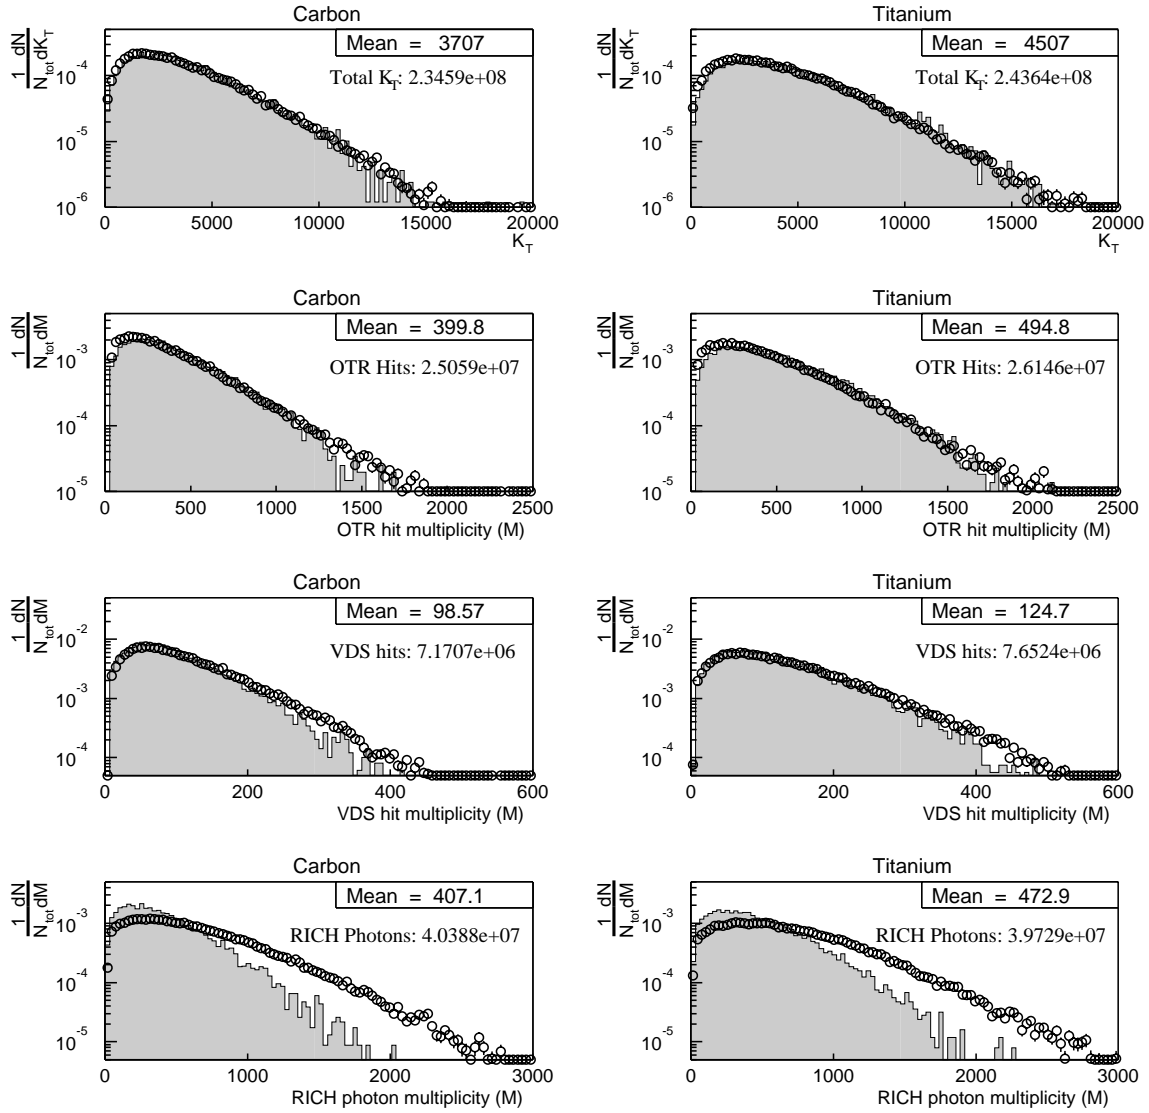 Carbon
1 dN
N_tot dK_T
Mean = 3707
Total K_T: 2.3459e+08
10^-4
10^-5
10^-6
0 5000 10000 15000 20000
K_T
Titanium
1 dN
N_tot dK_T
Mean = 4507
Total K_T: 2.4364e+08
10^-4
10^-5
10^-6
0 5000 10000 15000 20000
K_T
Carbon
1 dN
N_tot dM
Mean = 399.8
OTR Hits: 2.5059e+07
10^-3
10^-4
10^-5
0 500 1000 1500 2000 2500
OTR hit multiplicity (M)
Titanium
1 dN
N_tot dM
Mean = 494.8
OTR Hits: 2.6146e+07
10^-3
10^-4
10^-5
0 500 1000 1500 2000 2500
OTR hit multiplicity (M)
Carbon
1 dN
N_tot dM
Mean = 98.57
VDS hits: 7.1707e+06
10^-2
10^-3
10^-4
0 200 400 600
VDS hit multiplicity (M)
Titanium
1 dN
N_tot dM
Mean = 124.7
VDS hits: 7.6524e+06
10^-2
10^-3
10^-4
0 200 400 600
VDS hit multiplicity (M)
Carbon
1 dN
N_tot dM
Mean = 407.1
RICH Photons: 4.0388e+07
10^-3
10^-4
10^-5
0 1000 2000 3000
RICH photon multiplicity (M)
Titanium
1 dN
N_tot dM
Mean = 472.9
RICH Photons: 3.9729e+07
10^-3
10^-4
10^-5
0 1000 2000 3000
RICH photon multiplicity (M)